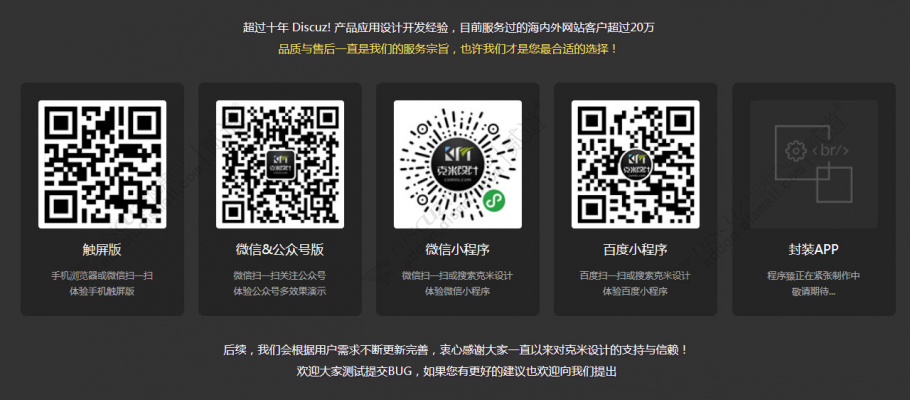 超过十年 Discuz! 产品应用设计开发经验，目前服务过的海内外网站客户超过20万
品质与售后一直是我们的服务宗旨，也许我们才是您最合适的选择！
克米设计
克米设计
克米设计
<br/>
触屏版
微信&公众号版
微信小程序
百度小程序
封装APP
手机浏览器或微信扫一扫
体验手机触屏版
微信扫一扫关注公众号
体验公众号多效果演示
微信扫一扫或搜索克米设计
体验微信小程序
百度扫一扫或搜索克米设计
体验百度小程序
程序猿正在紧张制作中
敬请期待...
后续，我们会根据用户需求不断更新完善，衷心感谢大家一直以来对克米设计的支持与信赖！
欢迎大家测试提交BUG，如果您有更好的建议也欢迎向我们提出